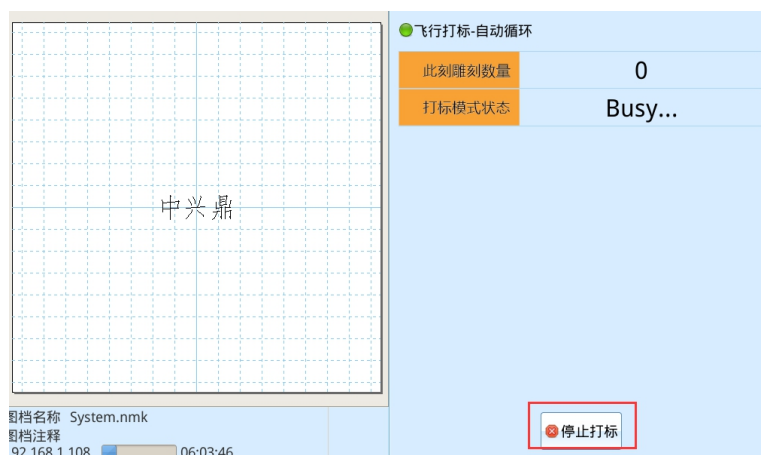 飞行打标-自动循环
此刻雕刻数量 0
打标模式状态 Busy...
中兴鼎
停止打标
图档名称 System.nmk
图档注释
92.168.1.108 06:03:46